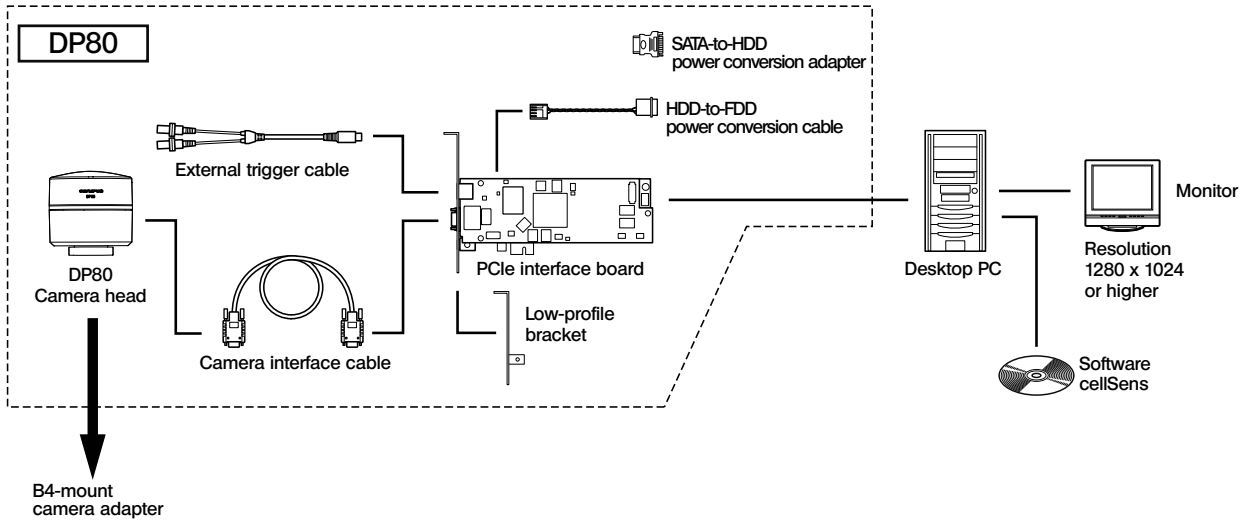 DP80
SATA-to-HDD
power conversion adapter
HDD-to-FDD
power conversion cable
External trigger cable
OLYMPUS
DP80
DP80
Camera head
PCIe interface board
Low-profile
bracket
Camera interface cable
Desktop PC
Monitor
Resolution
1280 x 1024
or higher
Software
cellSens
B4-mount
camera adapter